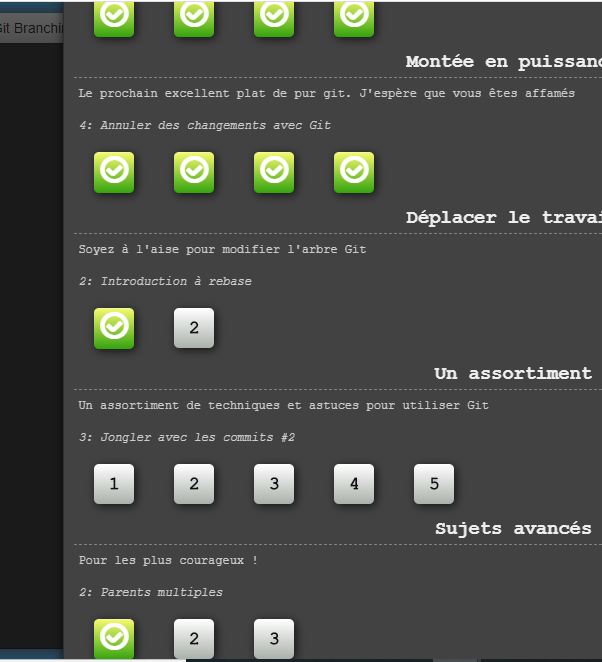 Git Branchin
Montée en puissanc
Le prochain excellent plat de pur git. J'espère que vous êtes affamés
4: Annuler des changements avec Git
Déplacer le travai
Soyez à l'aise pour modifier l'arbre Git
2: Introduction à rebase
2
Un assortiment
Un assortiment de techniques et astuces pour utiliser Git
3: Jongler avec les commits #2
1 2 3 4 5
Sujets avancés
Pour les plus courageux !
2: Parents multiples
2 3